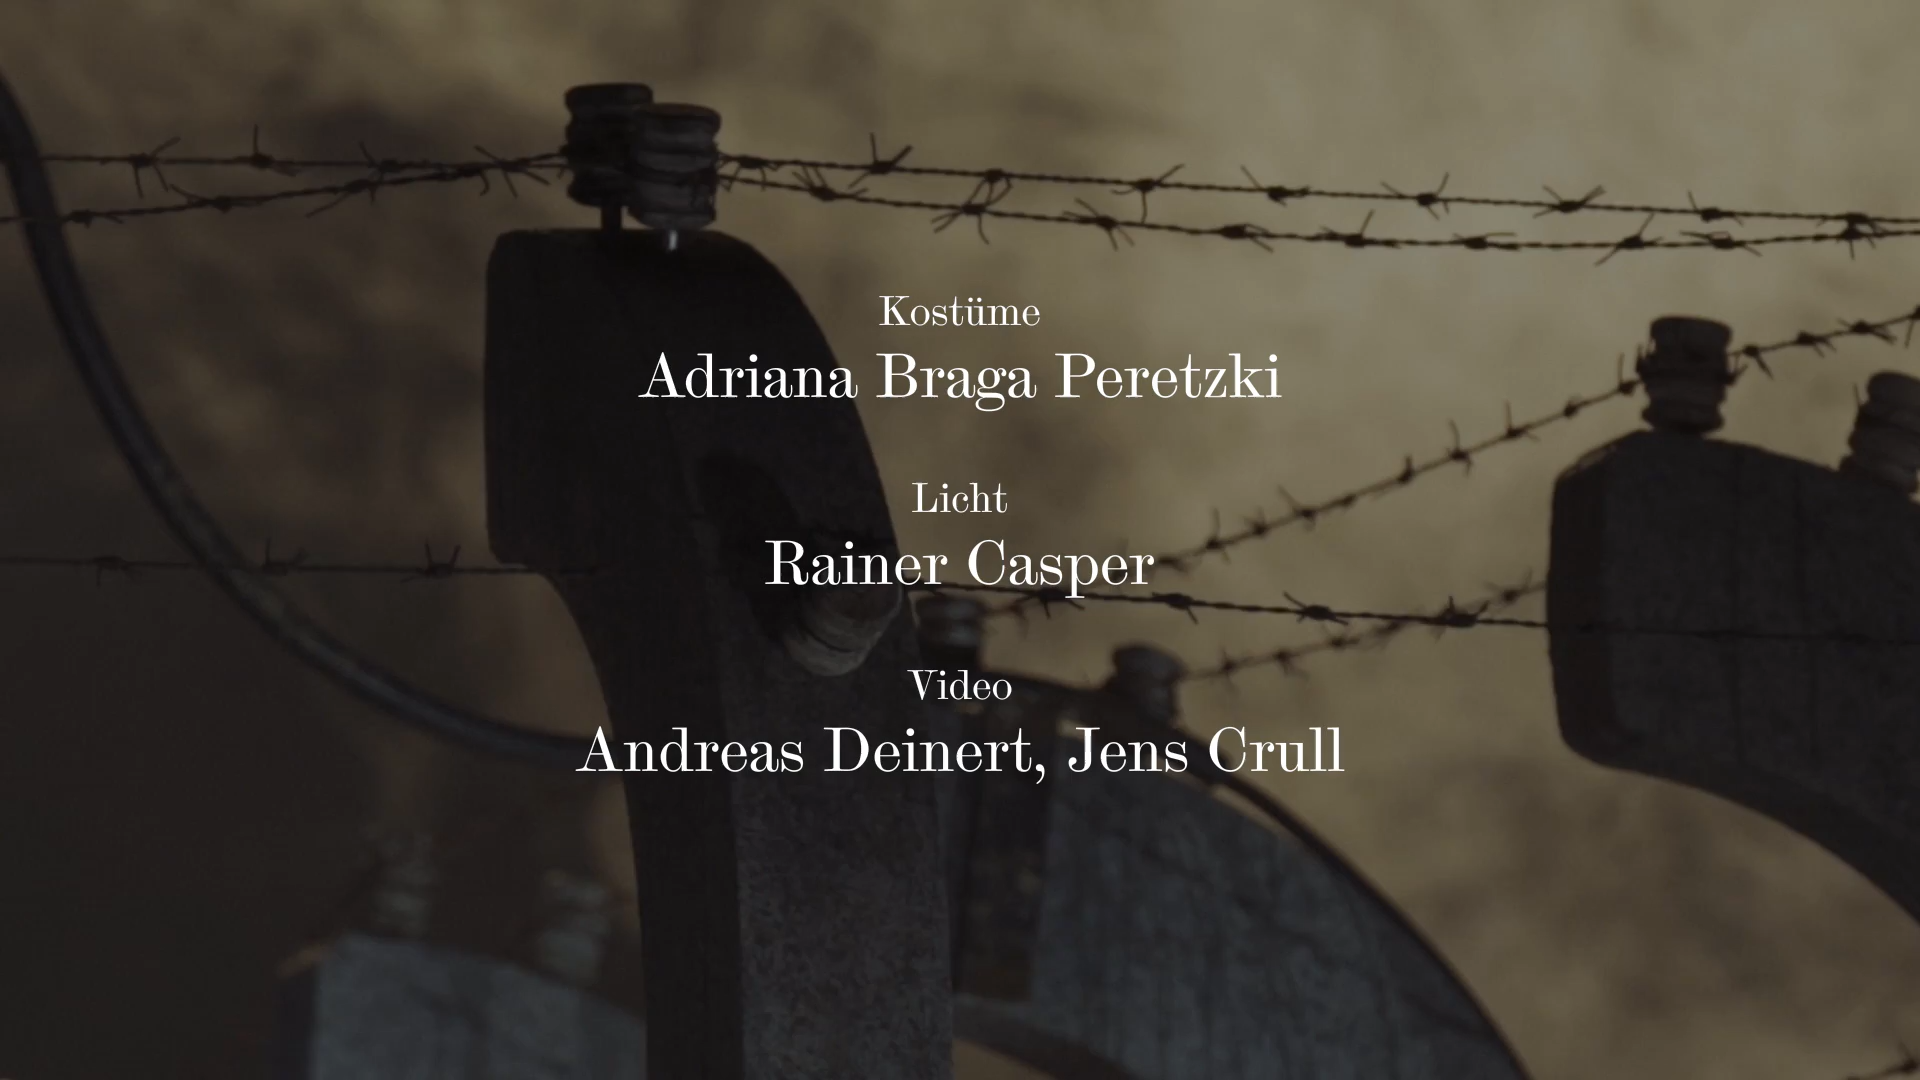 Kostüme
Adriana Braga Peretzki
Licht
Rainer Casper
Video
Andreas Deinert, Jens Crull